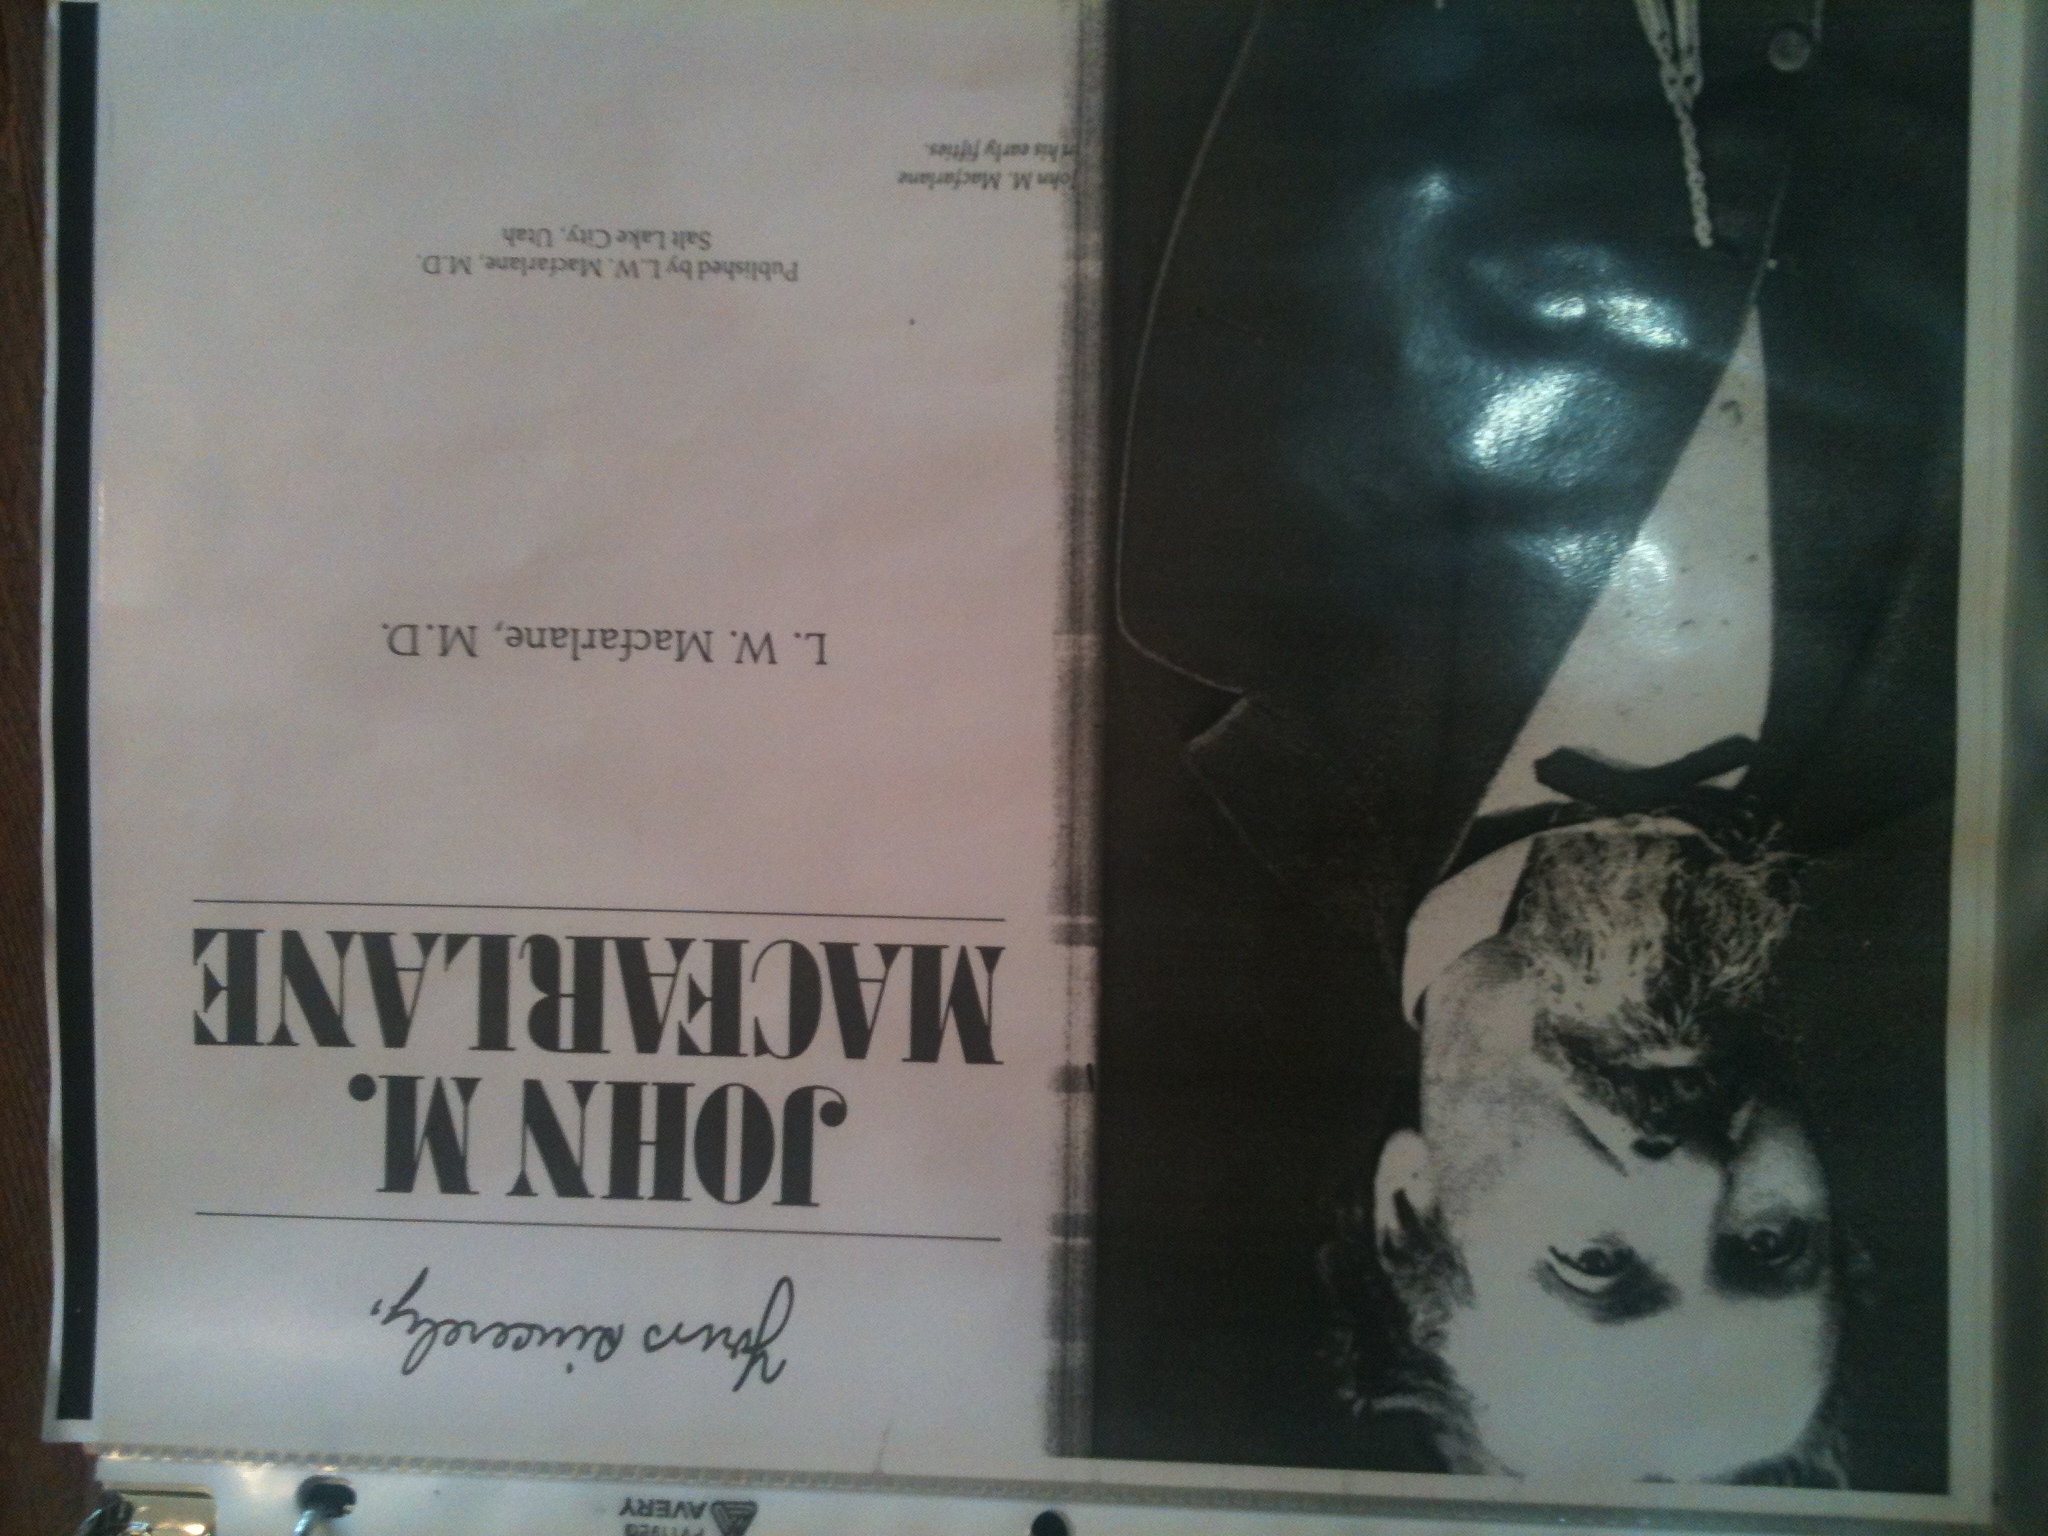 Yours sincerely,
JOHN M.
MACFARLANE
L. W. Macfarlane, M.D.
Published by L.W. Macfarlane, M.D.
Salt Lake City, Utah
John M. Macfarlane
in his early fifties.
AVERY